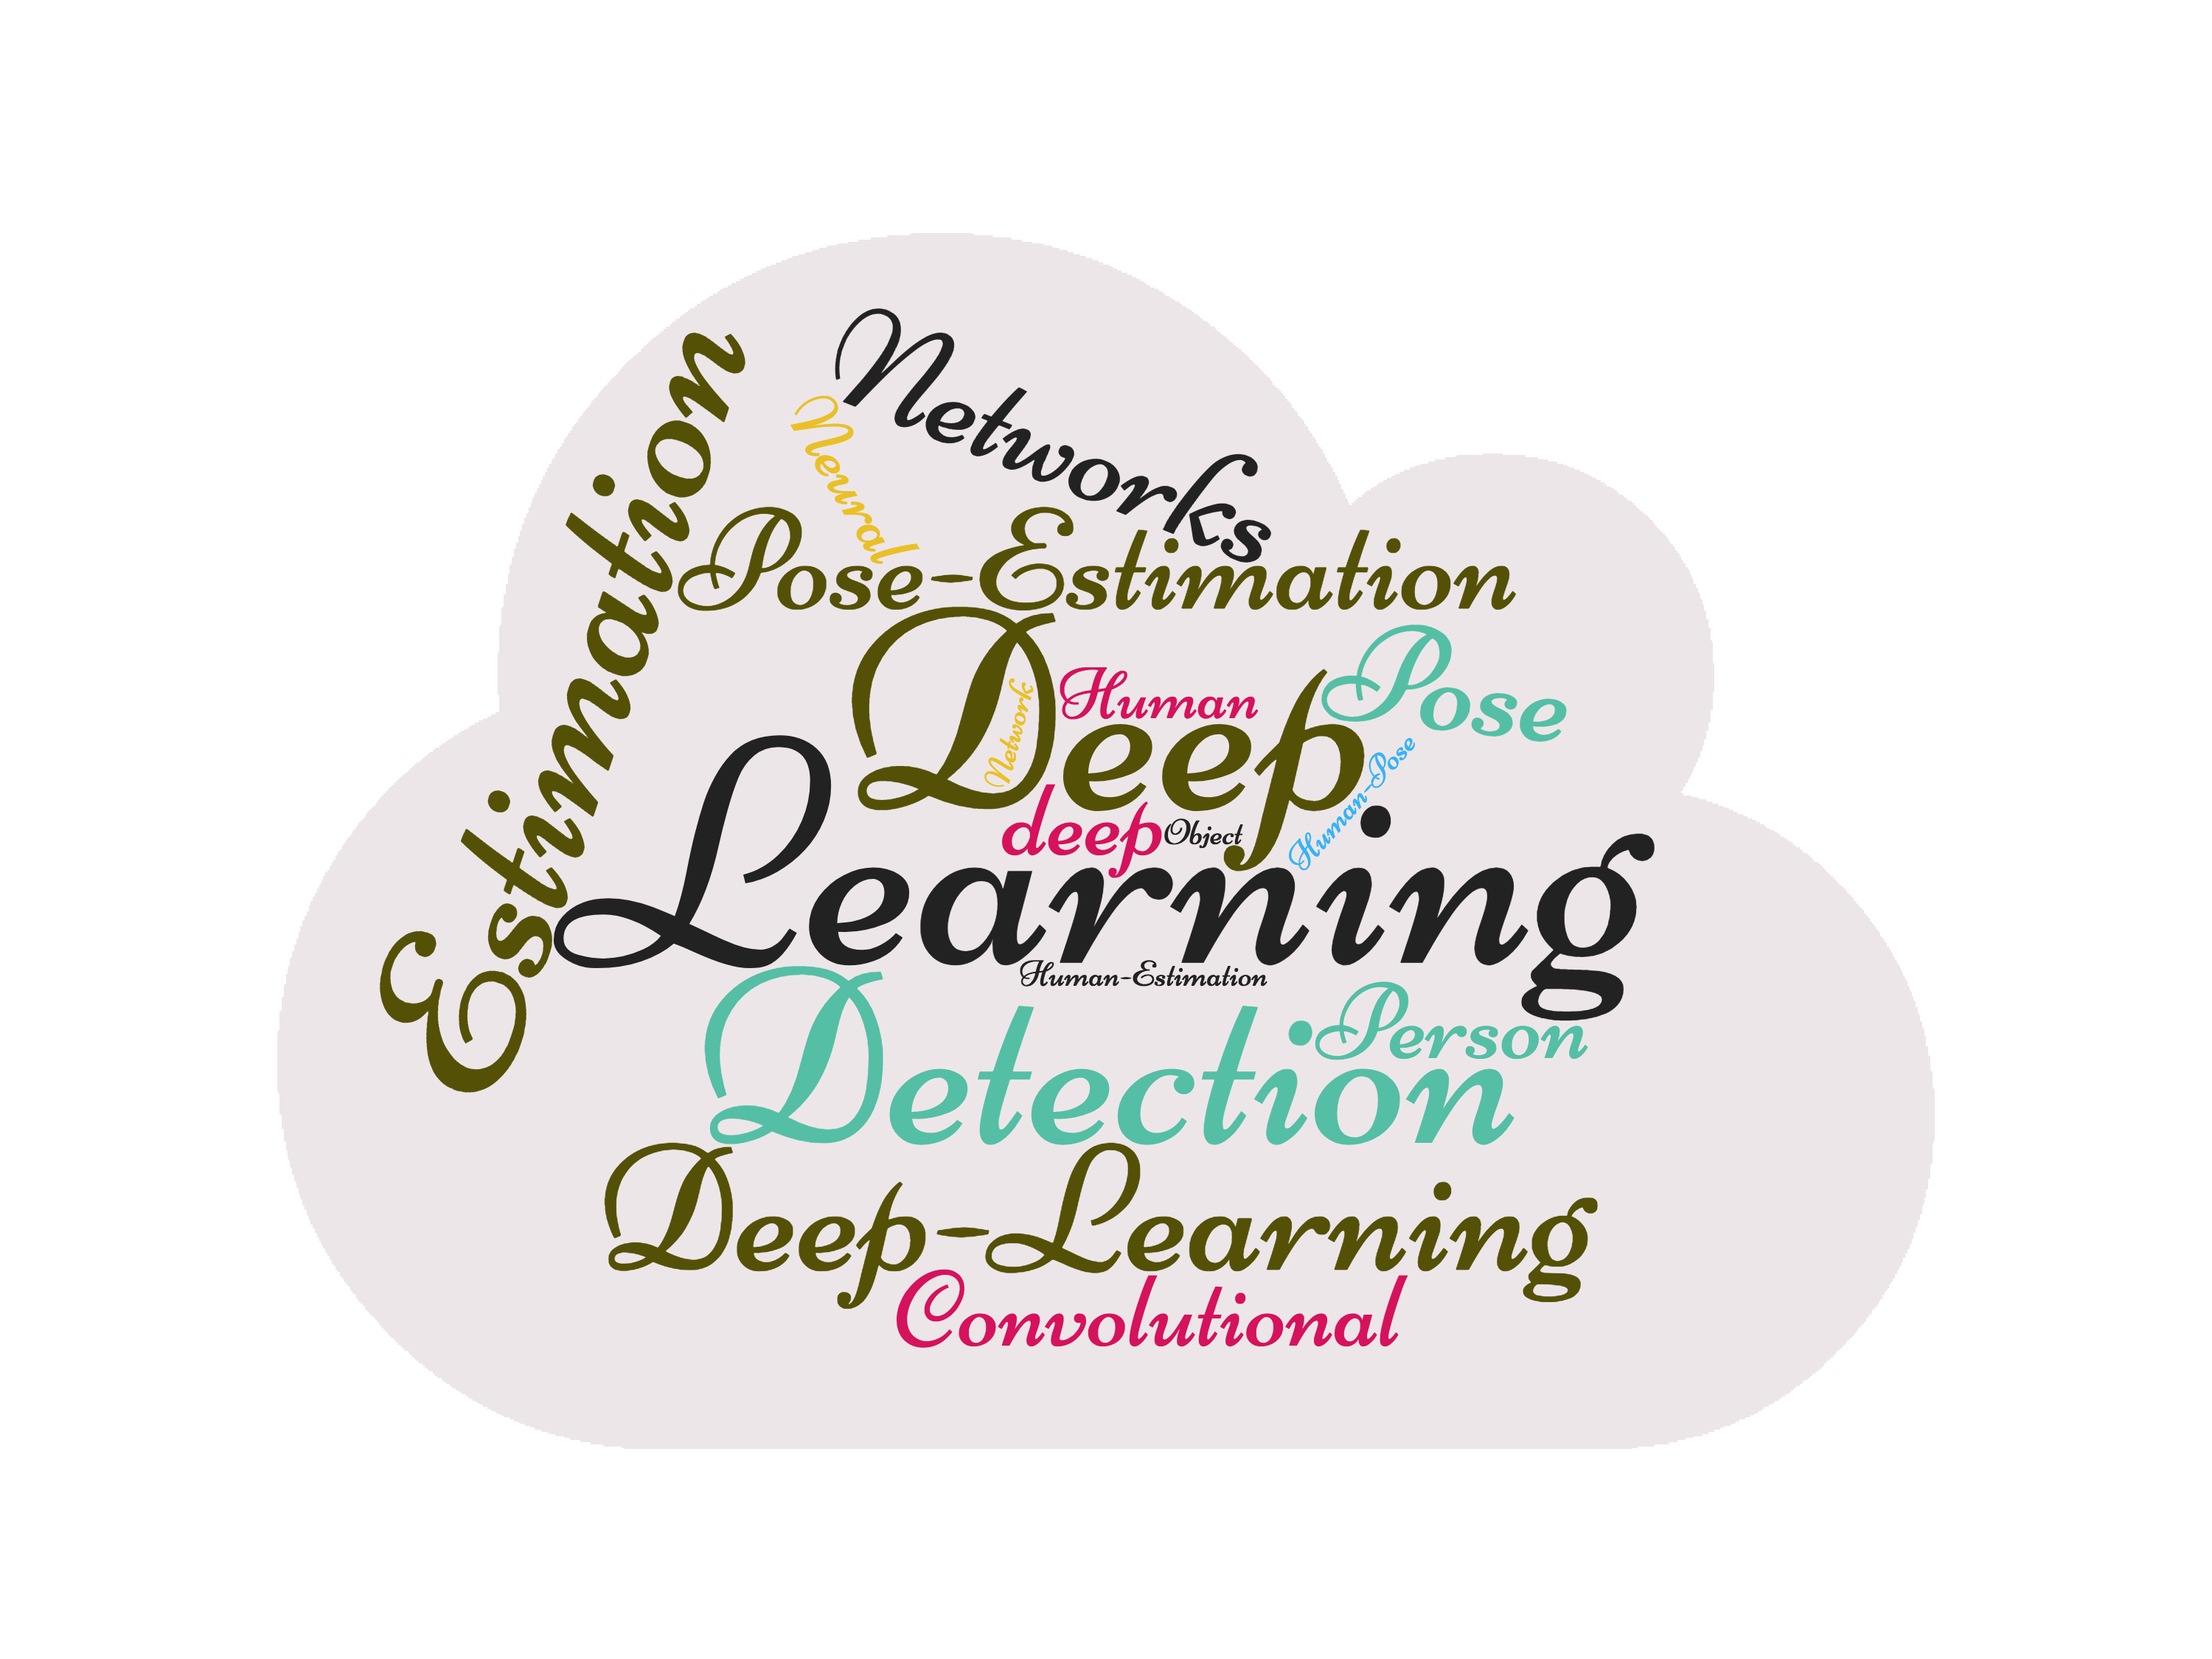 Networks
Estimation
Neural
Pose-Estimation
Deep
Network
Human
Pose
Human-Pose
deep
Object
Learning
Human-Estimation
Person
Detection
Deep-Learning
Convolutional